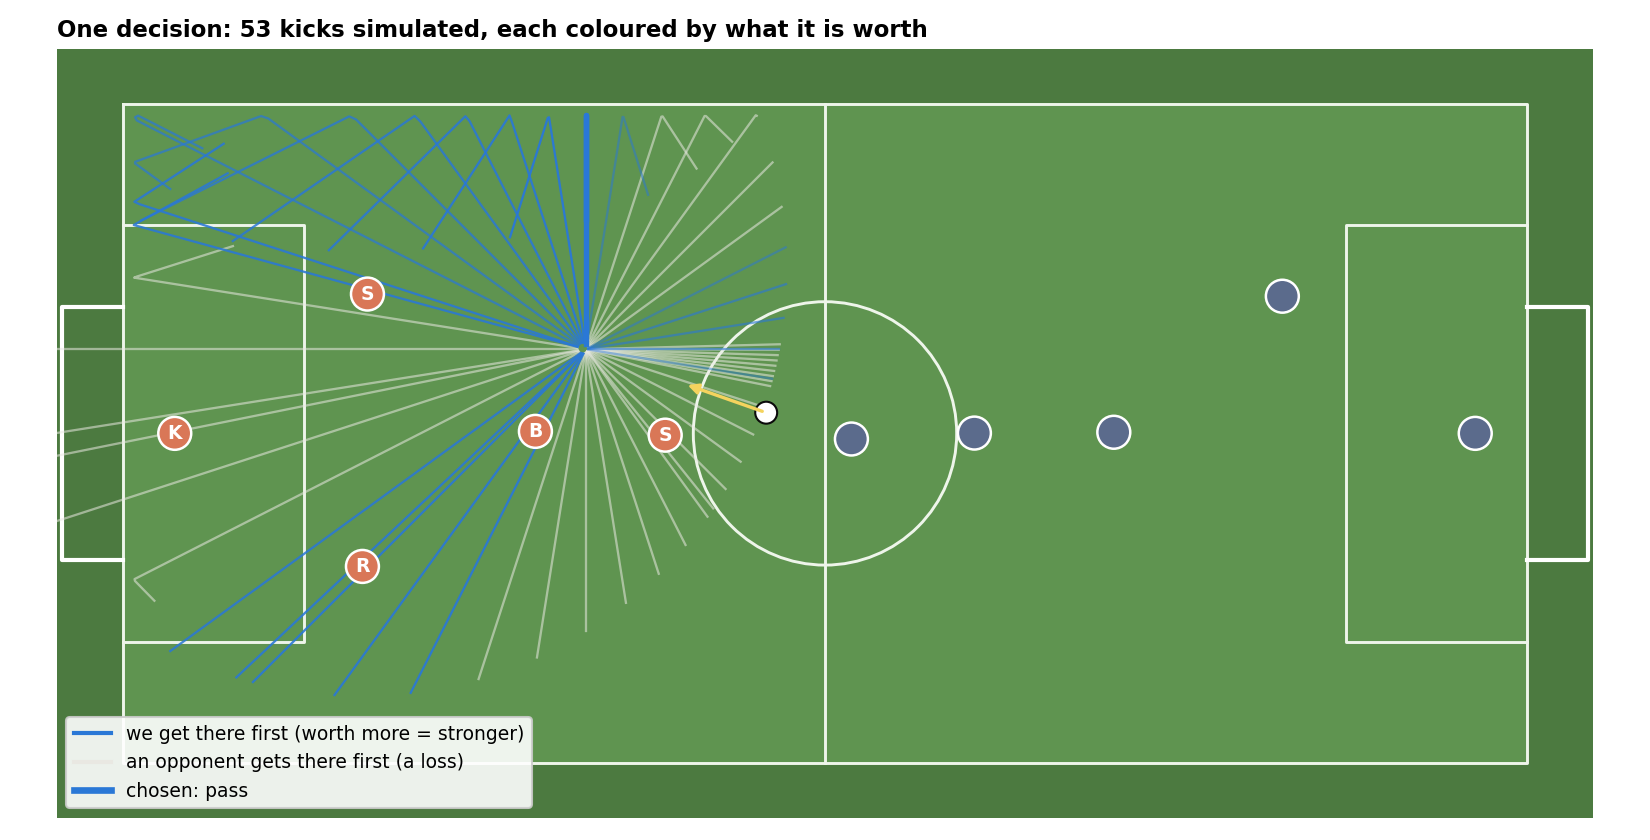 One decision: 53 kicks simulated, each coloured by what it is worth
S
K
B
S
R
we get there first (worth more = stronger)
an opponent gets there first (a loss)
chosen: pass